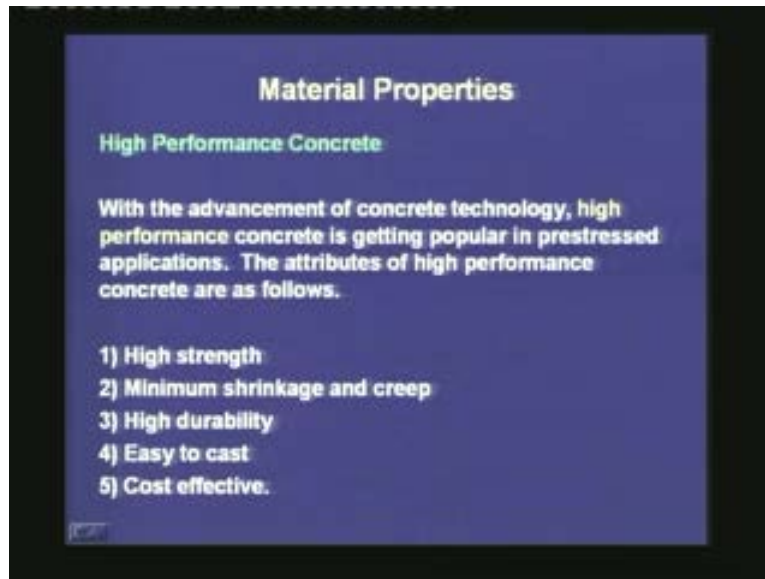 Material Properties
High Performance Concrete
With the advancement of concrete technology, high
performance concrete is getting popular in prestressed
applications. The attributes of high performance
concrete are as follows.
1) High strength
2) Minimum shrinkage and creep
3) High durability
4) Easy to cast
5) Cost effective.